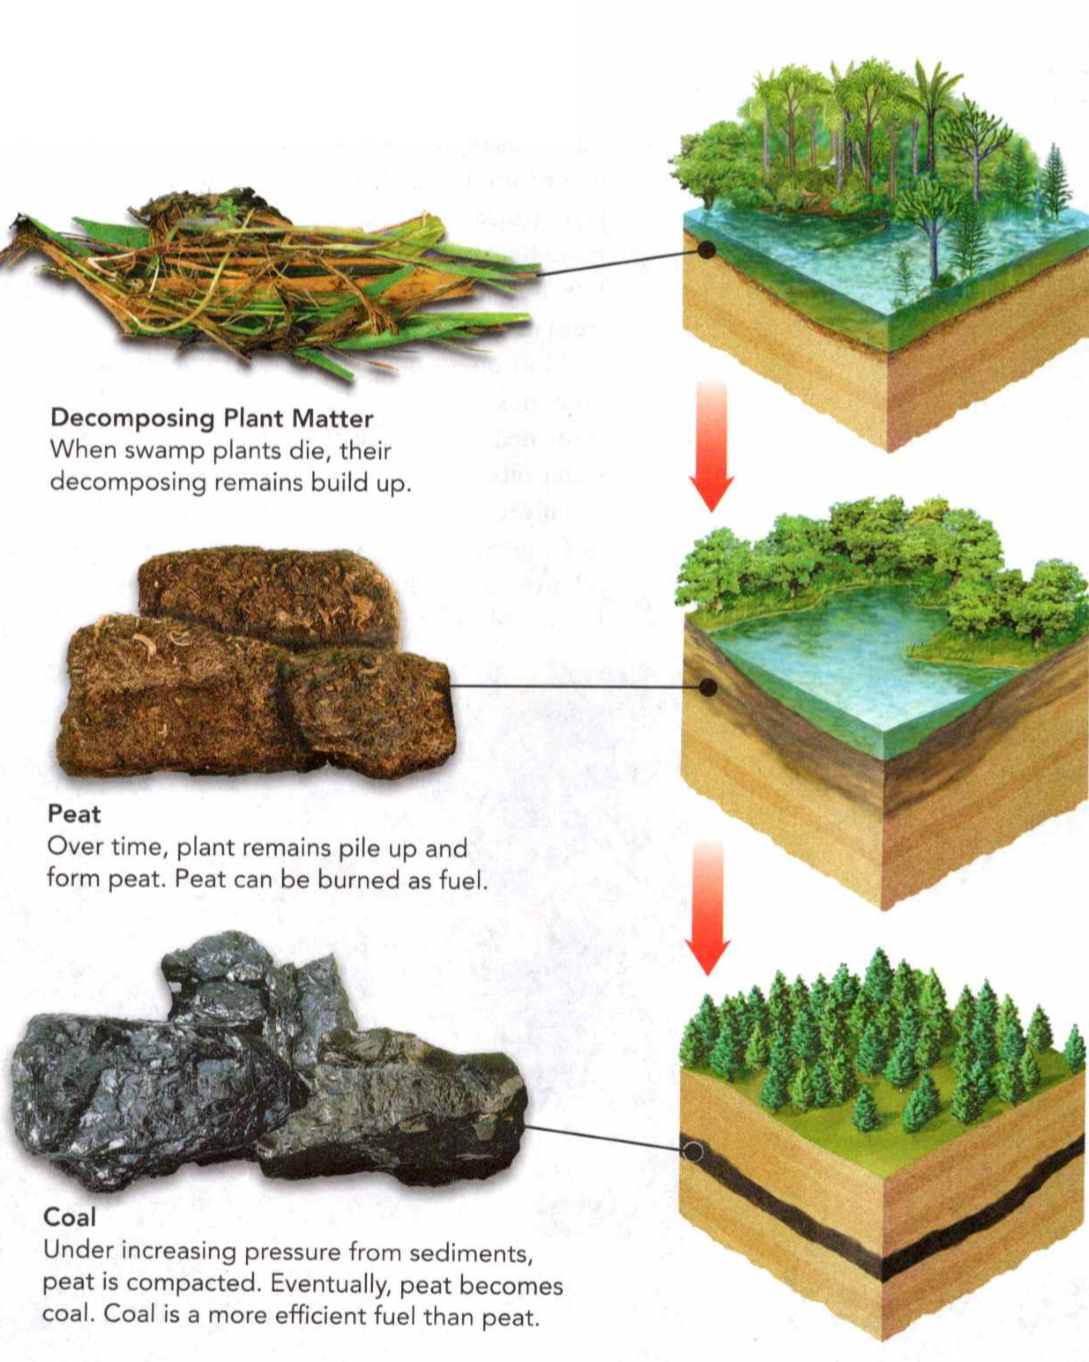 Decomposing Plant Matter
When swamp plants die, their
decomposing remains build up.
Peat
Over time, plant remains pile up and
form peat. Peat can be burned as fuel.
Coal
Under increasing pressure from sediments,
peat is compacted. Eventually, peat becomes
coal. Coal is a more efficient fuel than peat.